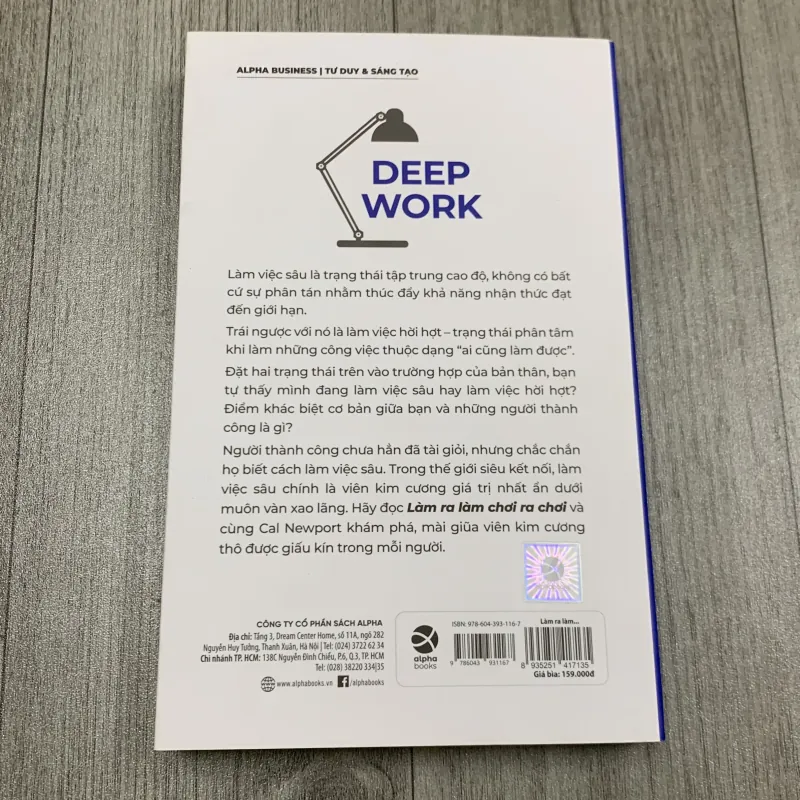 ALPHA BUSINESS | TƯ DUY & SÁNG TẠO
DEEP
WORK
Làm việc sâu là trạng thái tập trung cao độ, không có bất
cứ sự phân tán nhằm thúc đẩy khả năng nhận thức đạt
đến giới hạn.
Trái ngược với nó là làm việc hời hợt – trạng thái phân tâm
khi làm những công việc thuộc dạng “ai cũng làm được”.
Đặt hai trạng thái trên vào trường hợp của bản thân, bạn
tự thấy mình đang làm việc sâu hay làm việc hời hợt?
Điểm khác biệt cơ bản giữa bạn và những người thành
công là gì?
Người thành công chưa hẳn đã tài giỏi, nhưng chắc chắn
họ biết cách làm việc sâu. Trong thế giới siêu kết nối, làm
việc sâu chính là viên kim cương giá trị nhất ẩn dưới
muôn vàn xao lãng. Hãy đọc Làm ra làm chơi ra chơi và
cùng Cal Newport khám phá, mài giũa viên kim cương
thô được giấu kín trong mỗi người.
CÔNG TY CỔ PHẦN SÁCH ALPHA
Địa chỉ: Tầng 3, Dream Center Home, số 11A, ngõ 282
Nguyễn Huy Tưởng, Thanh Xuân, Hà Nội | Tel: (024) 3722 62 34
Chi nhánh TP. HCM: 138C Nguyễn Đình Chiểu, P.6, Q.3, TP. HCM
Tel: (028) 38220 334|35
www.alphabooks.vn /alphabooks
alpha
books
ISBN: 978-604-393-116-7
9 786043 931167
Làm ra làm...
8 935251 417135
Giá bìa: 159.000đ